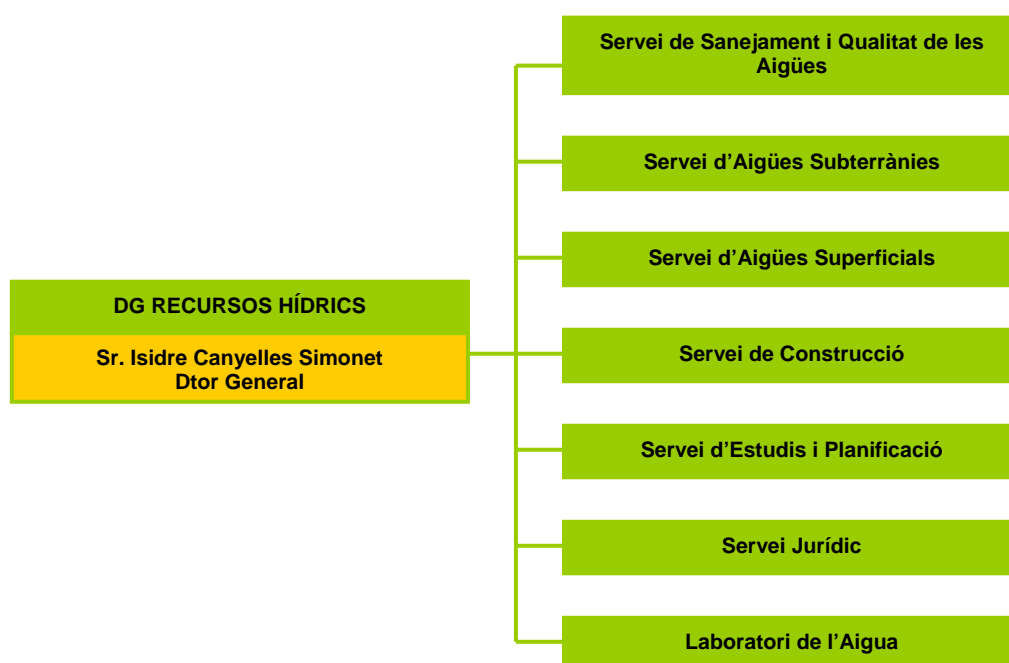 Servei de Sanejament i Qualitat de les
Aigües
Servei d’Aigües Subterrànies
Servei d’Aigües Superficials
DG RECURSOS HÍDRICS
Sr. Isidre Canyelles Simonet
Dtor General
Servei de Construcció
Servei d’Estudis i Planificació
Servei Jurídic
Laboratori de l’Aigua